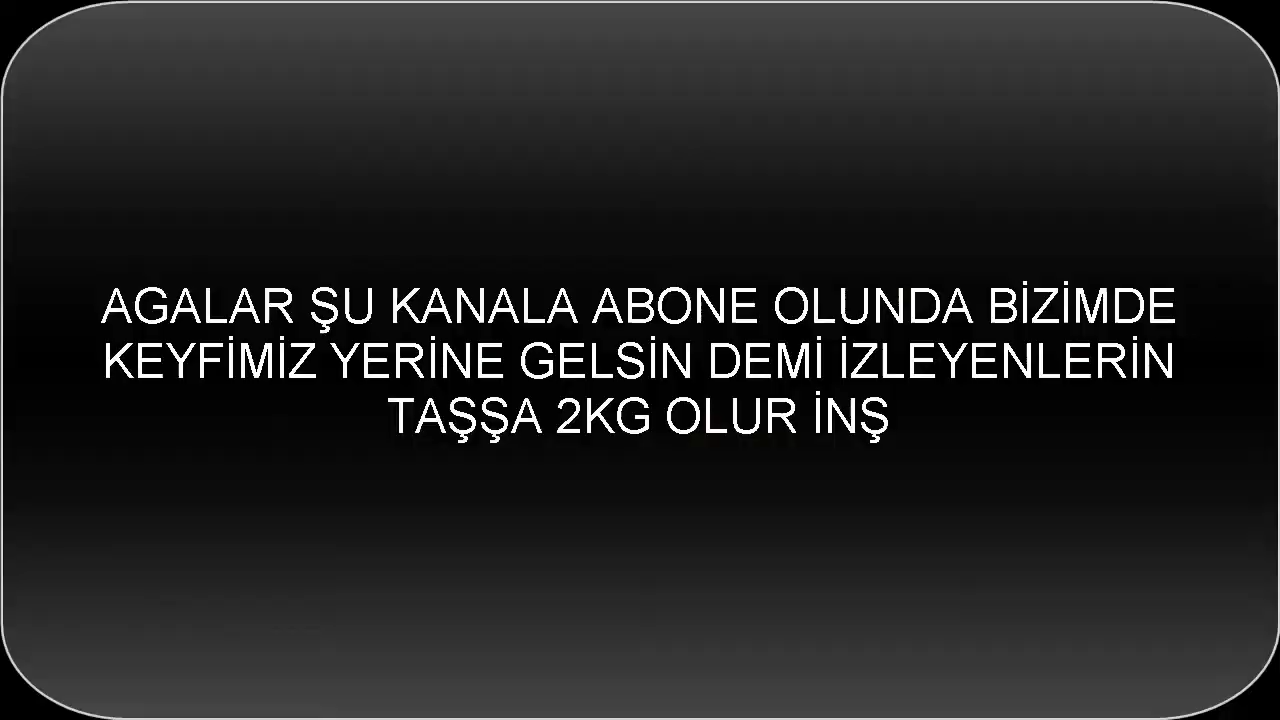 AGALAR ŞU KANALA ABONE OLUNDA BİZİMDE
KEYFİMİZ YERİNE GELSİN DEMİ İZLEYENLERİN
TAŞŞA 2KG OLUR İNŞ